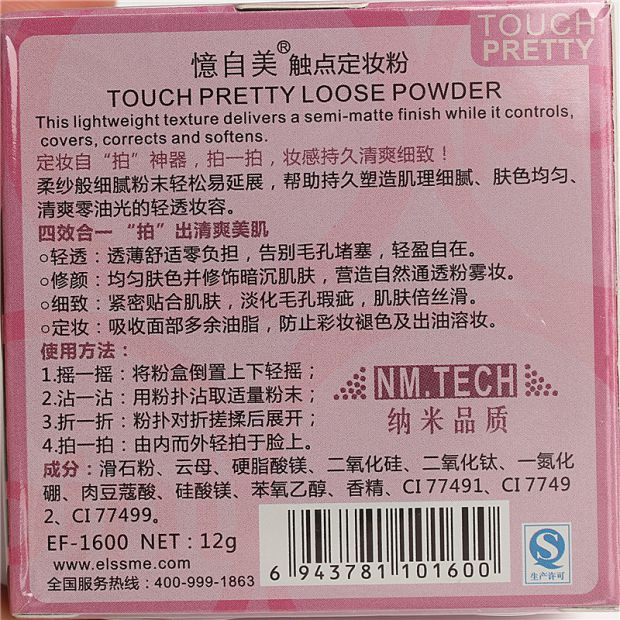 TOUCH
PRETTY
憶自美® 触点定妆粉
TOUCH PRETTY LOOSE POWDER
This lightweight texture delivers a semi-matte finish while it controls,
covers, corrects and softens.
定妆自“拍”神器，拍一拍，妆感持久清爽细致！
柔纱般细腻粉末轻松易延展，帮助持久塑造肌理细腻、肤色均匀、
清爽零油光的轻透妆容。
四效合一“拍”出清爽美肌
○轻透：透薄舒适零负担，告别毛孔堵塞，轻盈自在。
○修颜：均匀肤色并修饰暗沉肌肤，营造自然通透粉雾妆。
○细致：紧密贴合肌肤，淡化毛孔瑕疵，肌肤倍丝滑。
○定妆：吸收面部多余油脂，防止彩妆褪色及出油溶妆。
使用方法：
1.摇一摇：将粉盒倒置上下轻摇；
2.沾一沾：用粉扑沾取适量粉末；
3.折一折：粉扑对折搓揉后展开；
4.拍一拍：由内而外轻拍于脸上。
NM.TECH
纳米品质
成分：滑石粉、云母、硬脂酸镁、二氧化硅、二氧化钛、一氮化
硼、肉豆蔻酸、硅酸镁、苯氧乙醇、香精、CI 77491、CI 7749
2、CI 77499。
EF-1600 NET：12g
www.elssme.com
全国服务热线：400-999-1863
6 943781 101600
QS
生产许可